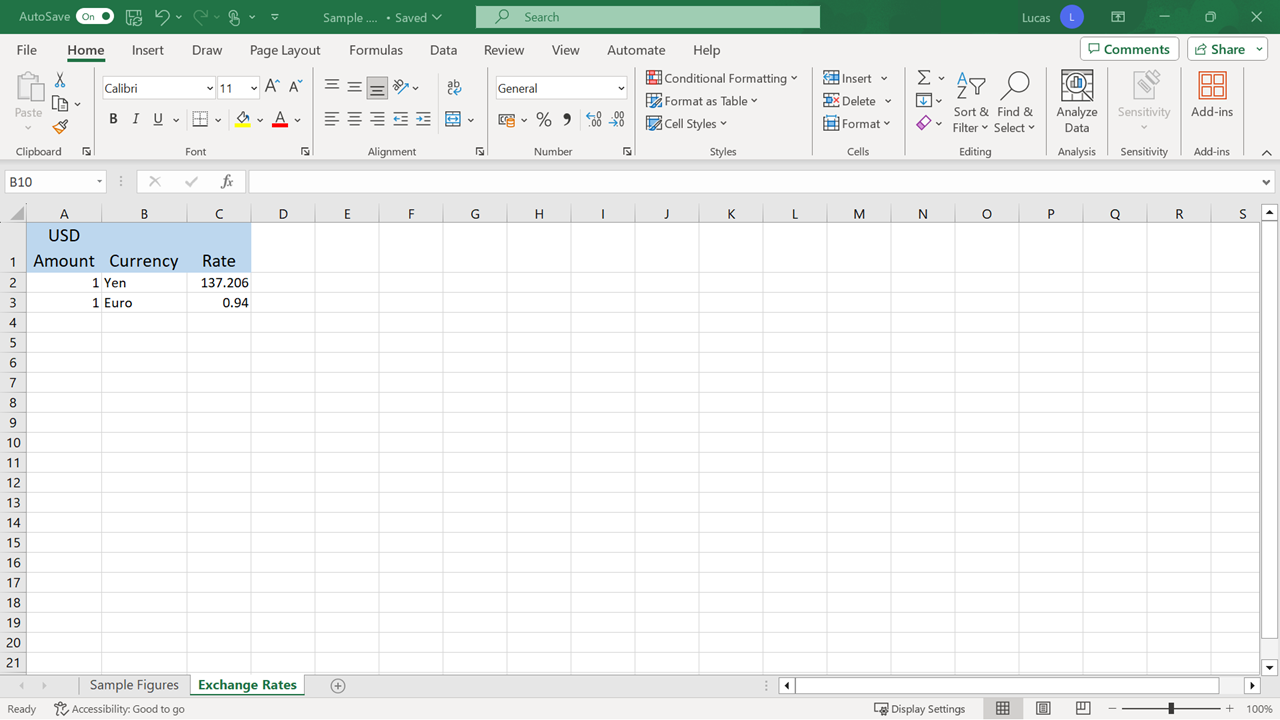 AutoSave On Sample .... • Saved Search Lucas L
File Home Insert Draw Page Layout Formulas Data Review View Automate Help Comments Share
Paste
Calibri 11
B I U A
ab
General
Conditional Formatting
Format as Table
Cell Styles
Insert
Delete
Format
Sort & Filter
Find & Select
Analyze Data
Sensitivity
Add-ins
Clipboard Font Alignment Number Styles Cells Editing Analysis Sensitivity Add-ins
B10 fx
A B C D E F G H I J K L M N O P Q R S
USD
1 Amount Currency Rate
2 1 Yen 137.206
3 1 Euro 0.94
4
5
6
7
8
9
10
11
12
13
14
15
16
17
18
19
20
21
Sample Figures Exchange Rates
Ready Accessibility: Good to go Display Settings 100%